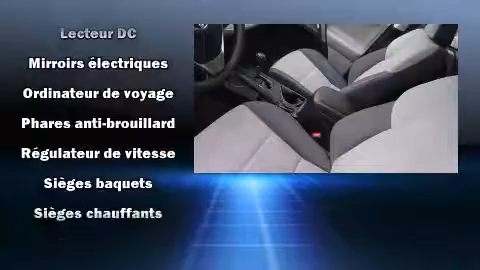 Lecteur DC
Mirroirs électriques
Ordinateur de voyage
Phares anti-brouillard
Régulateur de vitesse
Sièges baquets
Sièges chauffants